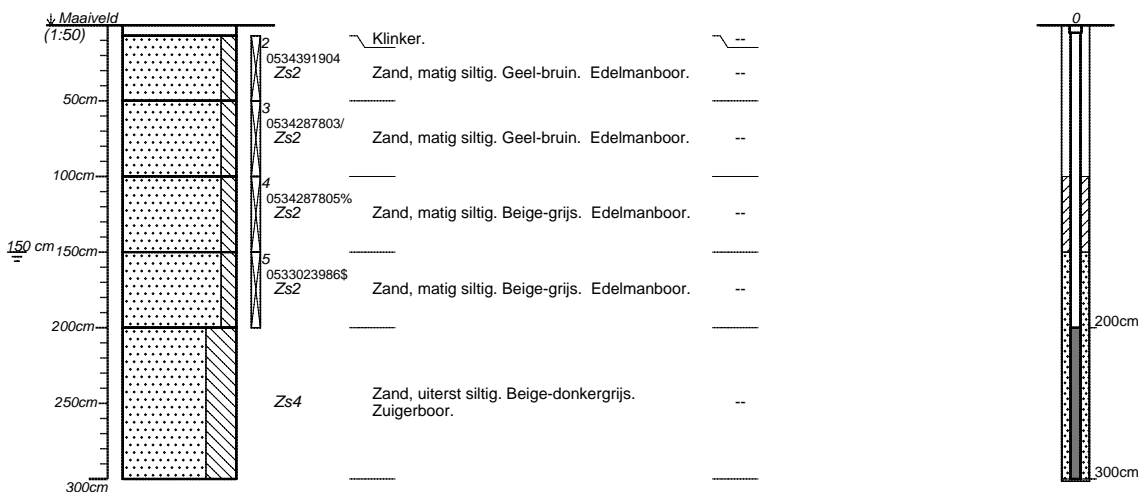 Maaiveld
(1:50)
0
Klinker.
--
2
0534391904
Zs2
Zand, matig siltig. Geel-bruin. Edelmanboor.
--
50cm
3
0534287803/
Zs2
Zand, matig siltig. Geel-bruin. Edelmanboor.
--
100cm
4
0534287805%
Zs2
Zand, matig siltig. Beige-grijs. Edelmanboor.
--
150 cm
150cm
5
0533023986$
Zs2
Zand, matig siltig. Beige-grijs. Edelmanboor.
--
200cm
200cm
Zs4
Zand, uiterst siltig. Beige-donkergrijs.
Zuigerboor.
--
250cm
300cm
300cm